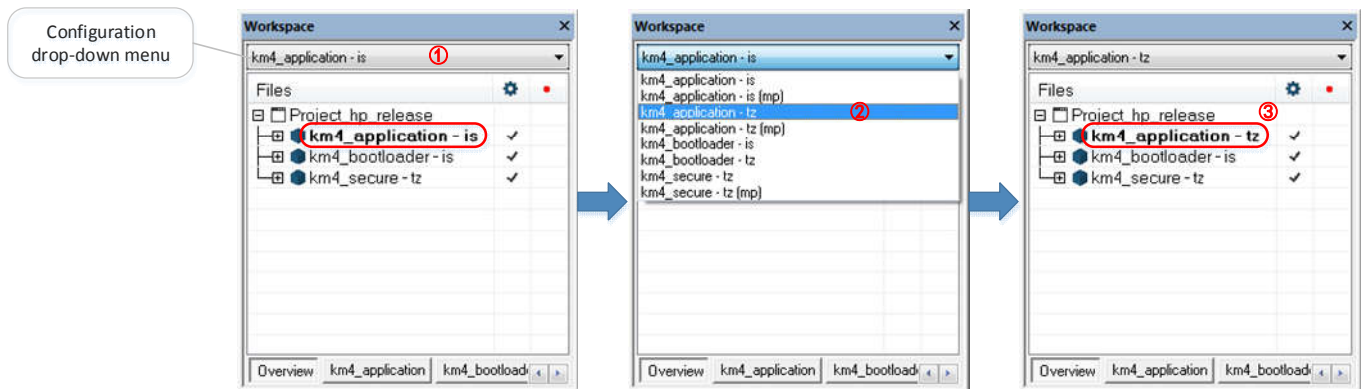 Configuration
drop-down menu
Workspace
km4_application - is ①
Files
Project_hp_release
km4_application - is
km4_bootloader - is
km4_secure - tz
Overview km4_application km4_bootload
Workspace
km4_application - is
km4_application - is
km4_application - is (mp)
km4_application - tz ②
km4_application - tz (mp)
km4_bootloader - is
km4_bootloader - tz
km4_secure - tz
km4_secure - tz (mp)
Overview km4_application km4_bootload
Workspace
km4_application - tz
Files
Project_hp_release ③
km4_application - tz
km4_bootloader - is
km4_secure - tz
Overview km4_application km4_bootload